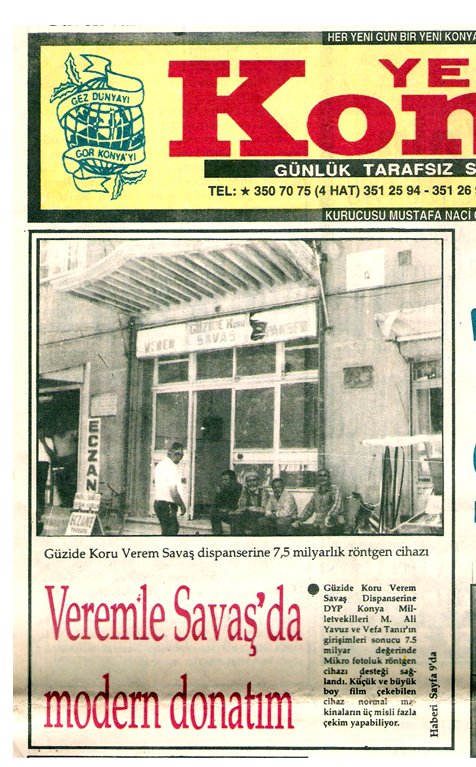 HER YENİ GÜN BİR YENİ KONYA
GEZ DÜNYAYI
GÖR KONYA'YI
YE
Kon
GÜNLÜK TARAFSIZ S
TEL: ★ 350 70 75 (4 HAT) 351 25 94 - 351 26
KURUCUSU MUSTAFA NACİ
GÜZİDE Koru
VEREM SAVAŞ DİSPANSERİ
ECZAN
ECZANE
Güzide Koru Verem Savaş dispanserine 7,5 milyarlık röntgen cihazı
Veremle Savaş'da
modern donatım
● Güzide Koru Verem
Savaş Dispanserine
DYP Konya Mil-
letvekilleri M. Ali
Yavuz ve Vefa Tanır'ın
girişimleri sonucu 7.5
milyar değerinde
Mikro fotoluk röntgen
cihazı desteği sağ-
landı. Küçük ve büyük
boy film çekebilen
cihaz normal ma-
kinaların üç misli fazla
çekim yapabiliyor.
Haberi Sayfa 9'da